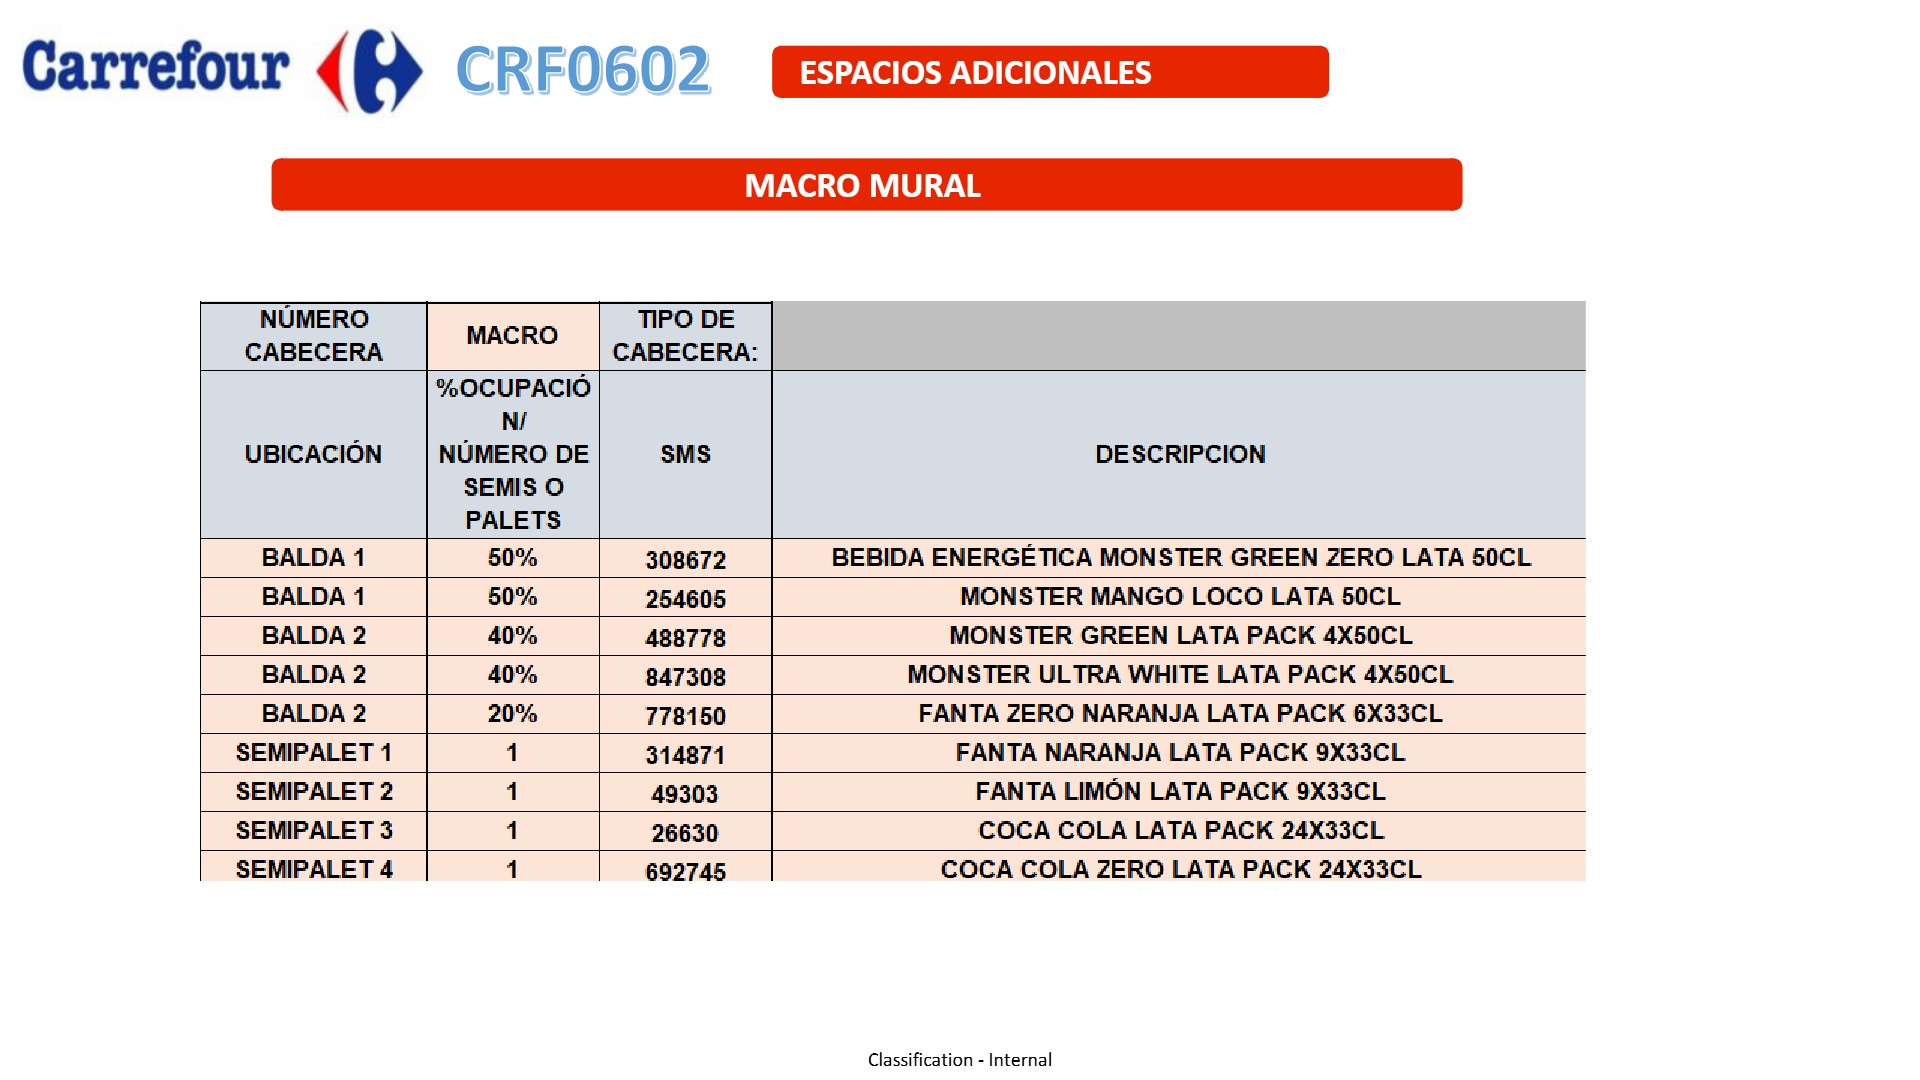 Carrefour CRF0602 ESPACIOS ADICIONALES
MACRO MURAL
NÚMERO CABECERA MACRO TIPO DE CABECERA:
UBICACIÓN %OCUPACIÓN/ NÚMERO DE SEMIS O PALETS SMS DESCRIPCION
BALDA 1 50% 308672 BEBIDA ENERGÉTICA MONSTER GREEN ZERO LATA 50CL
BALDA 1 50% 254605 MONSTER MANGO LOCO LATA 50CL
BALDA 2 40% 488778 MONSTER GREEN LATA PACK 4X50CL
BALDA 2 40% 847308 MONSTER ULTRA WHITE LATA PACK 4X50CL
BALDA 2 20% 778150 FANTA ZERO NARANJA LATA PACK 6X33CL
SEMIPALET 1 1 314871 FANTA NARANJA LATA PACK 9X33CL
SEMIPALET 2 1 49303 FANTA LIMÓN LATA PACK 9X33CL
SEMIPALET 3 1 26630 COCA COLA LATA PACK 24X33CL
SEMIPALET 4 1 692745 COCA COLA ZERO LATA PACK 24X33CL
Classification - Internal